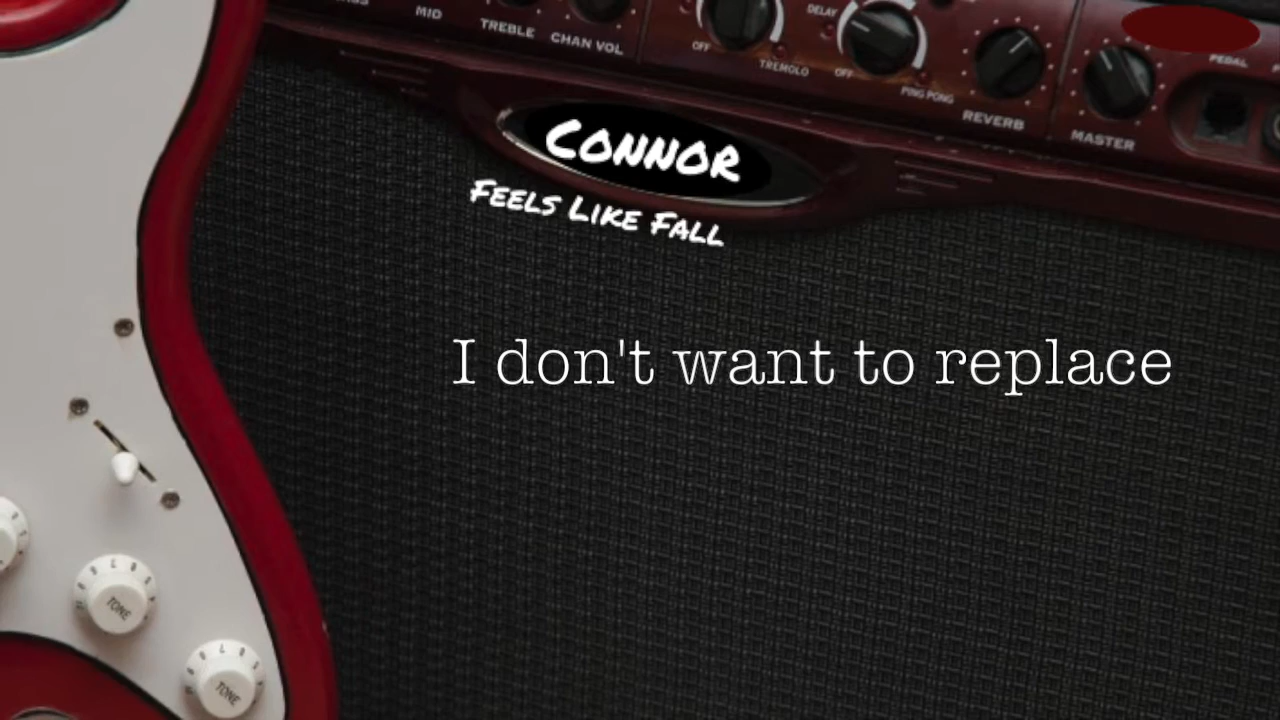 MID
TREBLE
CHAN VOL
OFF
TREMOLO
DELAY
OFF
PING PONG
REVERB
MASTER
PEDAL
CONNOR
FEELS LIKE FALL
I don't want to replace
TONE
TONE